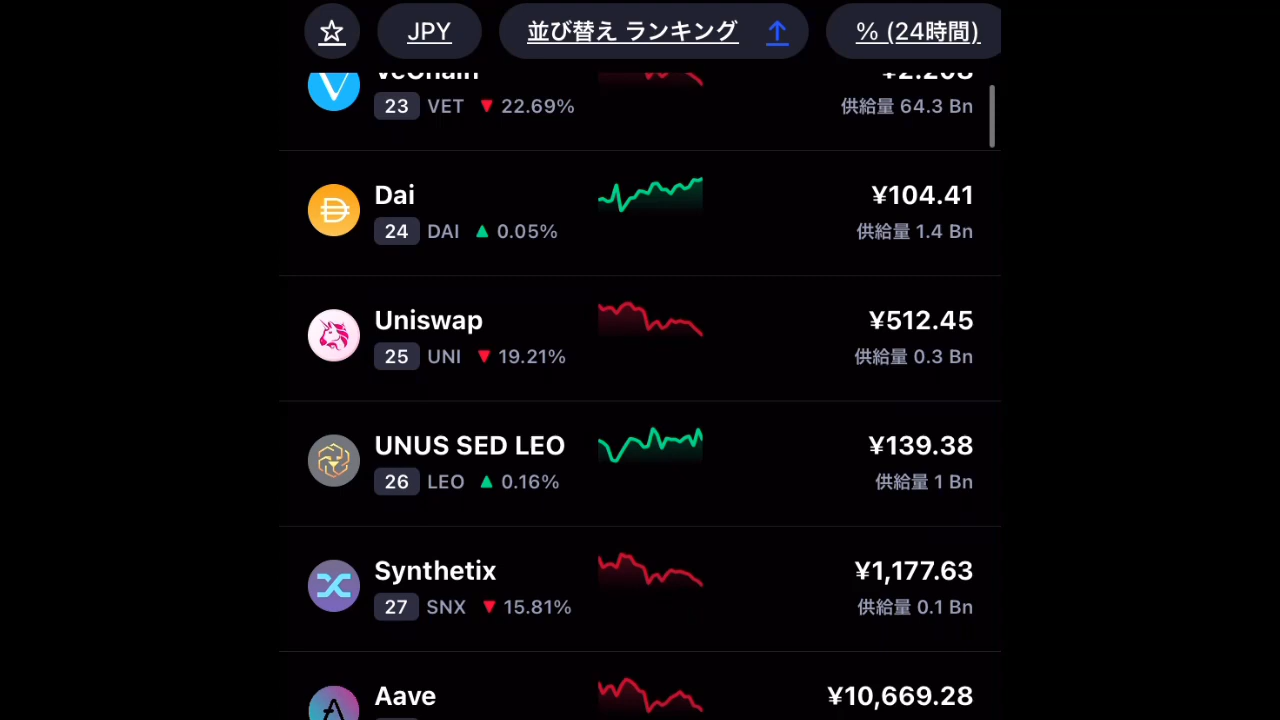 JPY 並び替え ランキング % (24時間)
VeChain ¥2.208
23 VET ▼ 22.69% 供給量 64.3 Bn
Dai ¥104.41
24 DAI ▲ 0.05% 供給量 1.4 Bn
Uniswap ¥512.45
25 UNI ▼ 19.21% 供給量 0.3 Bn
UNUS SED LEO ¥139.38
26 LEO ▲ 0.16% 供給量 1 Bn
Synthetix ¥1,177.63
27 SNX ▼ 15.81% 供給量 0.1 Bn
Aave ¥10,669.28